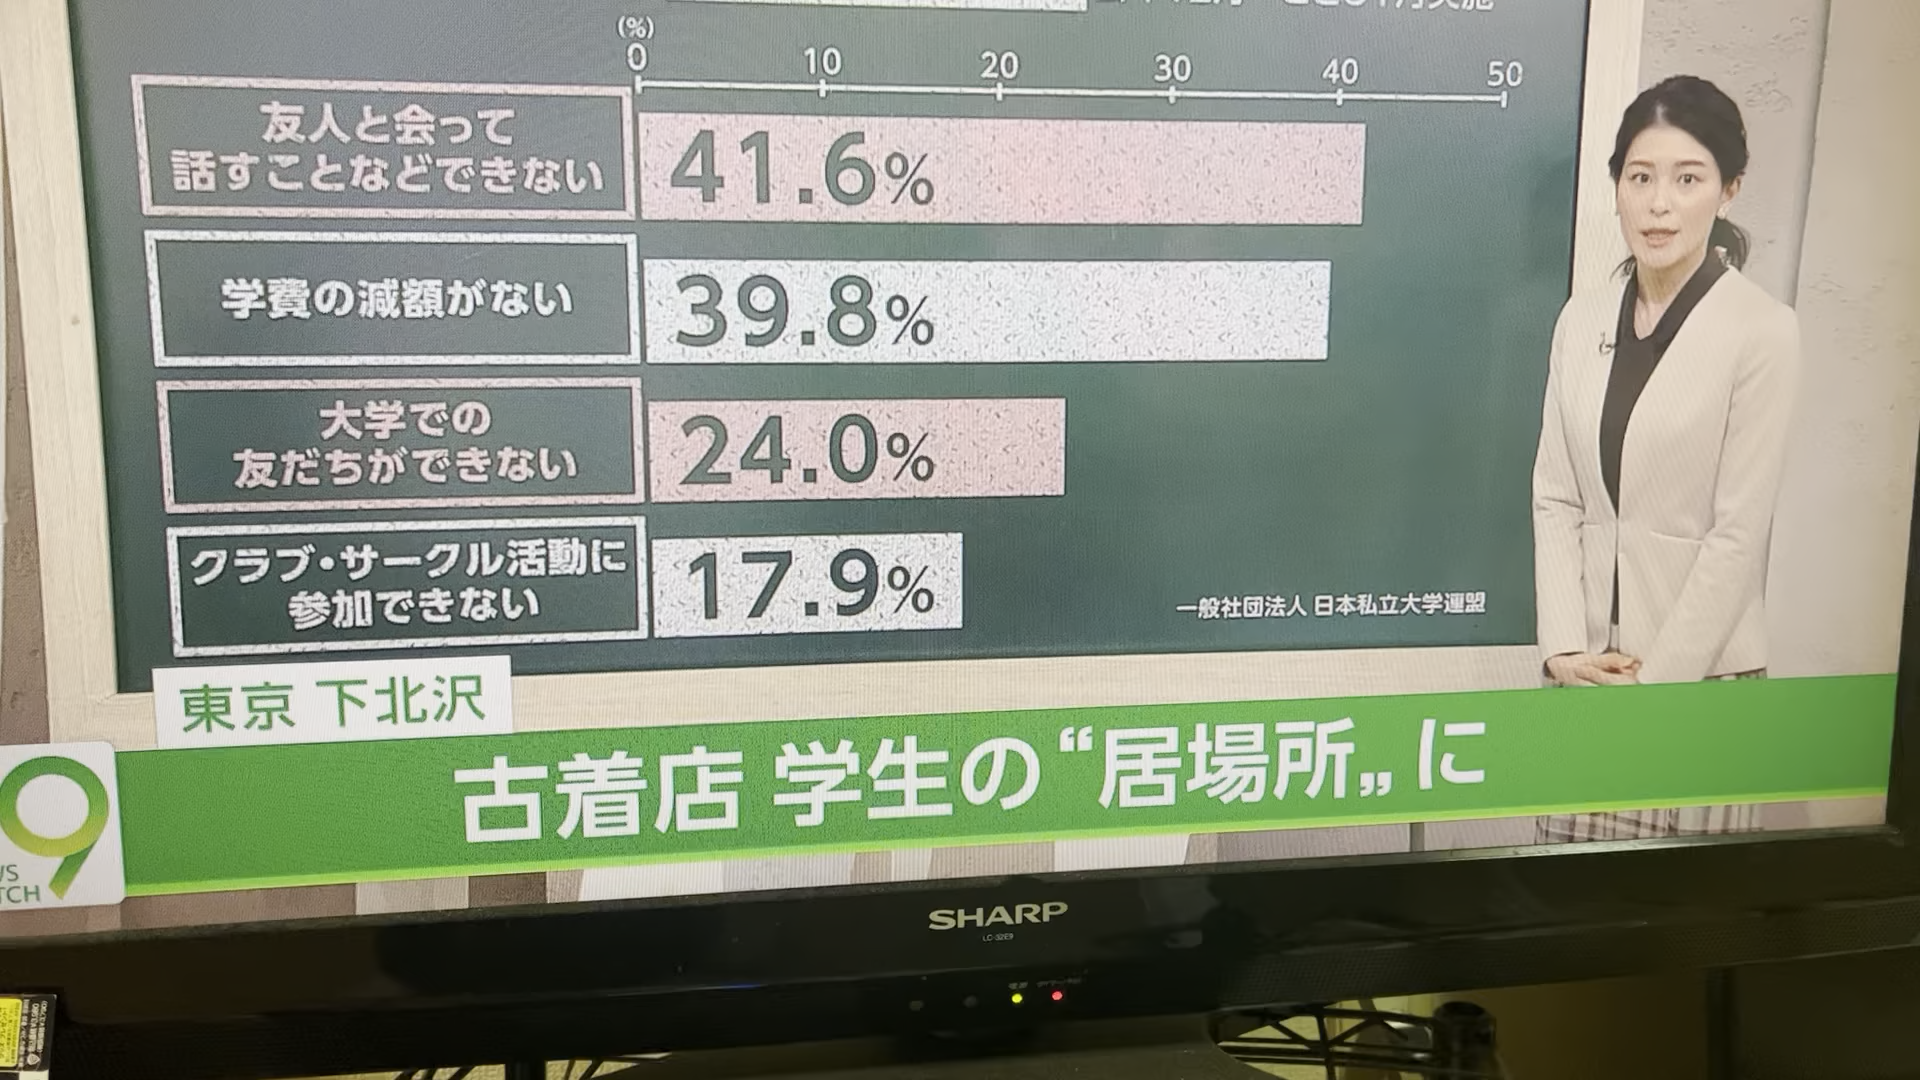 (%)
0 10 20 30 40 50
友人と会って
話すことなどできない
41.6%
学費の減額がない
39.8%
大学での
友だちができない
24.0%
クラブ・サークル活動に
参加できない
17.9%
一般社団法人 日本私立大学連盟
東京 下北沢
古着店 学生の“居場所„に
9
SHARP
LC-32E9